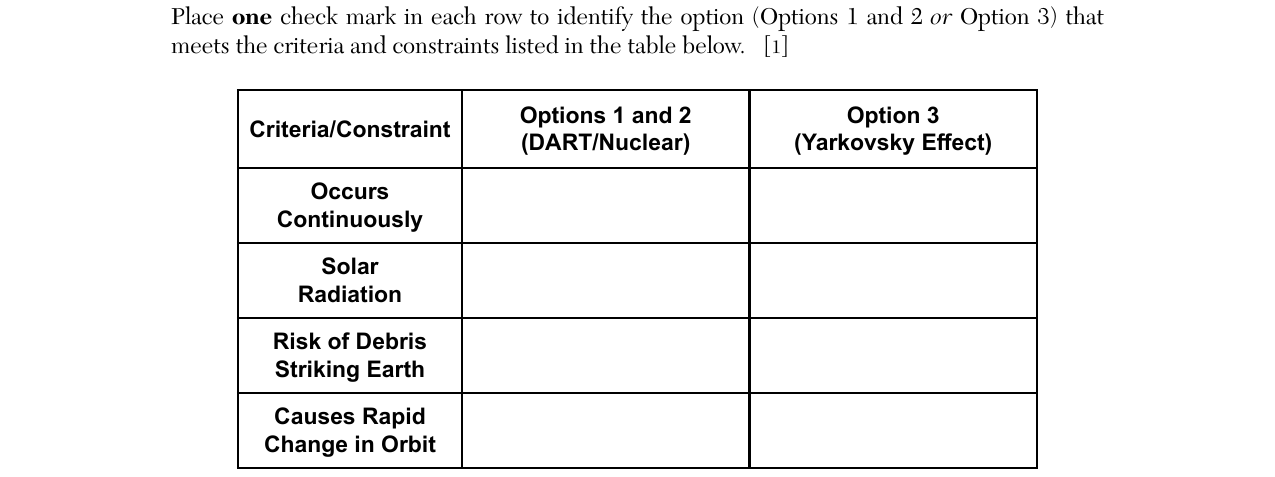 Place one check mark in each row to identify the option (Options 1 and 2 or Option 3) that
meets the criteria and constraints listed in the table below. [1]
Criteria/Constraint
Options 1 and 2
(DART/Nuclear)
Option 3
(Yarkovsky Effect)
Occurs
Continuously
Solar
Radiation
Risk of Debris
Striking Earth
Causes Rapid
Change in Orbit